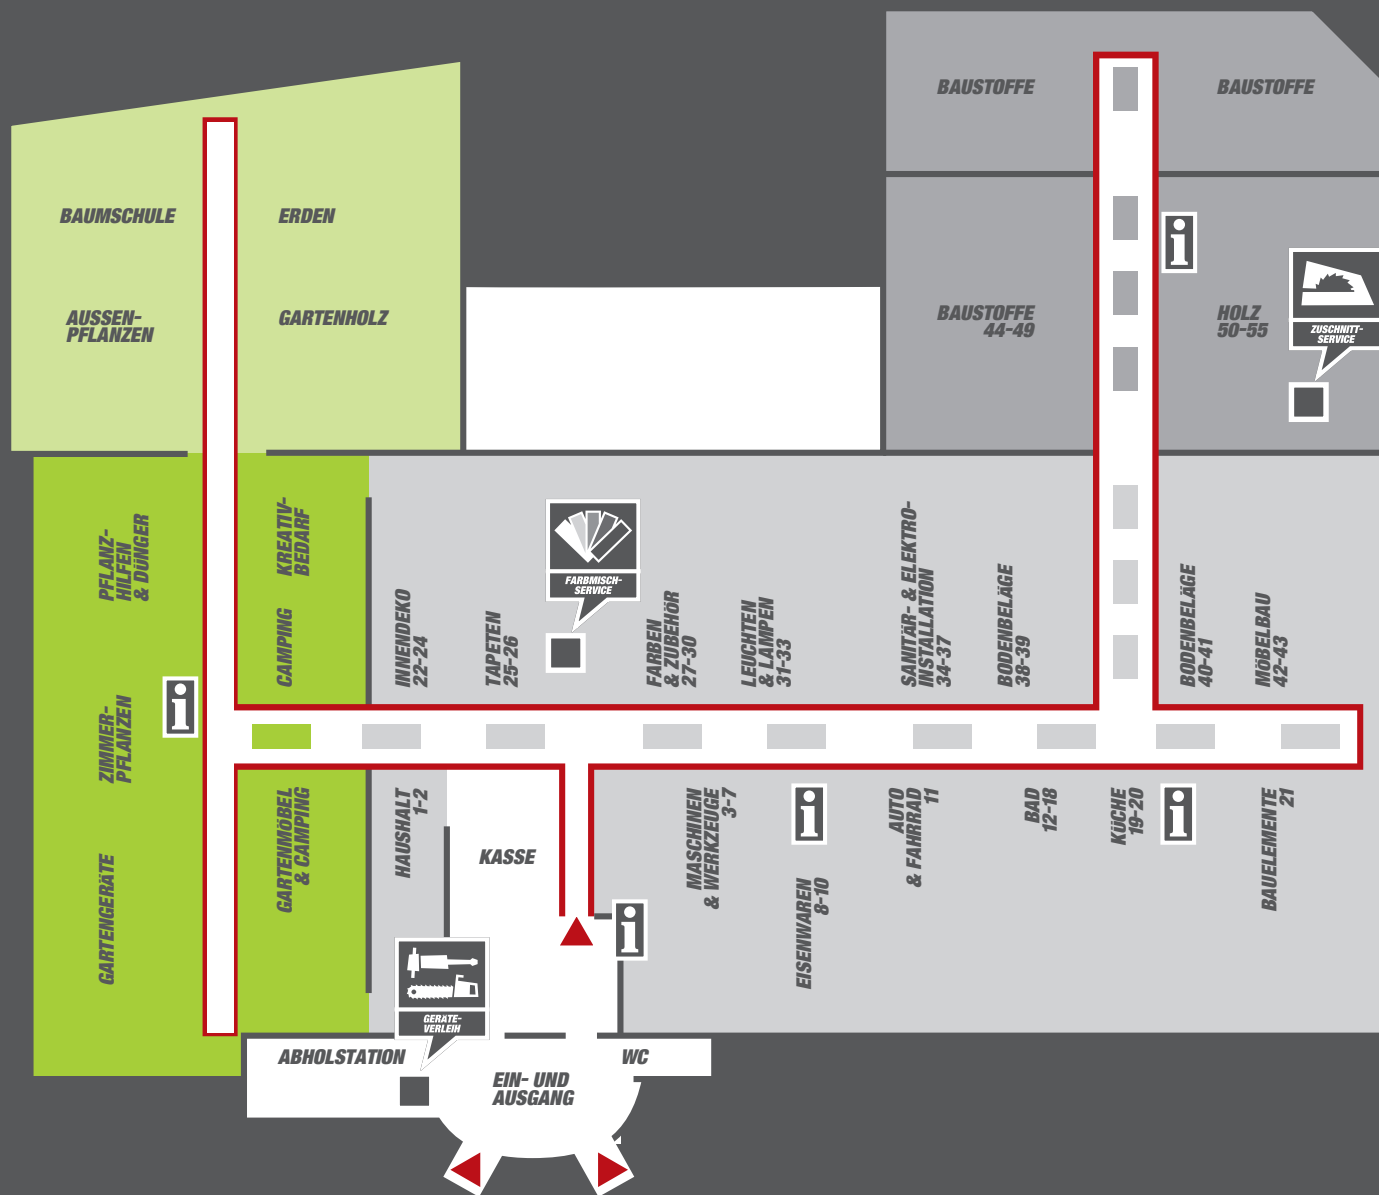 BAUSTOFFE
BAUSTOFFE
BAUMSCHULE
ERDEN
AUSSEN-
PFLANZEN
GARTENHOLZ
BAUSTOFFE
44-49
HOLZ
50-55
ZUSCHNITT-
SERVICE
PFLANZ-
HILFEN
& DÜNGER
KREATIV-
BEDARF
CAMPING
INNENDEKO
22-24
TAPETEN
25-26
FARBMISCH-
SERVICE
FARBEN
& ZUBEHÖR
27-30
LEUCHTEN
& LAMPEN
31-33
SANITÄR- & ELEKTRO-
INSTALLATION
34-37
BODENBELÄGE
38-39
BODENBELÄGE
40-41
MÖBELBAU
42-43
ZIMMER-
PFLANZEN
GARTENGERÄTE
GARTENMÖBEL
& CAMPING
HAUSHALT
1-2
KASSE
MASCHINEN
& WERKZEUGE
3-7
EISENWAREN
8-10
AUTO
& FAHRRAD
11
BAD
12-18
KÜCHE
19-20
BAUELEMENTE
21
GERÄTE-
VERLEIH
ABHOLSTATION
WC
EIN- UND
AUSGANG